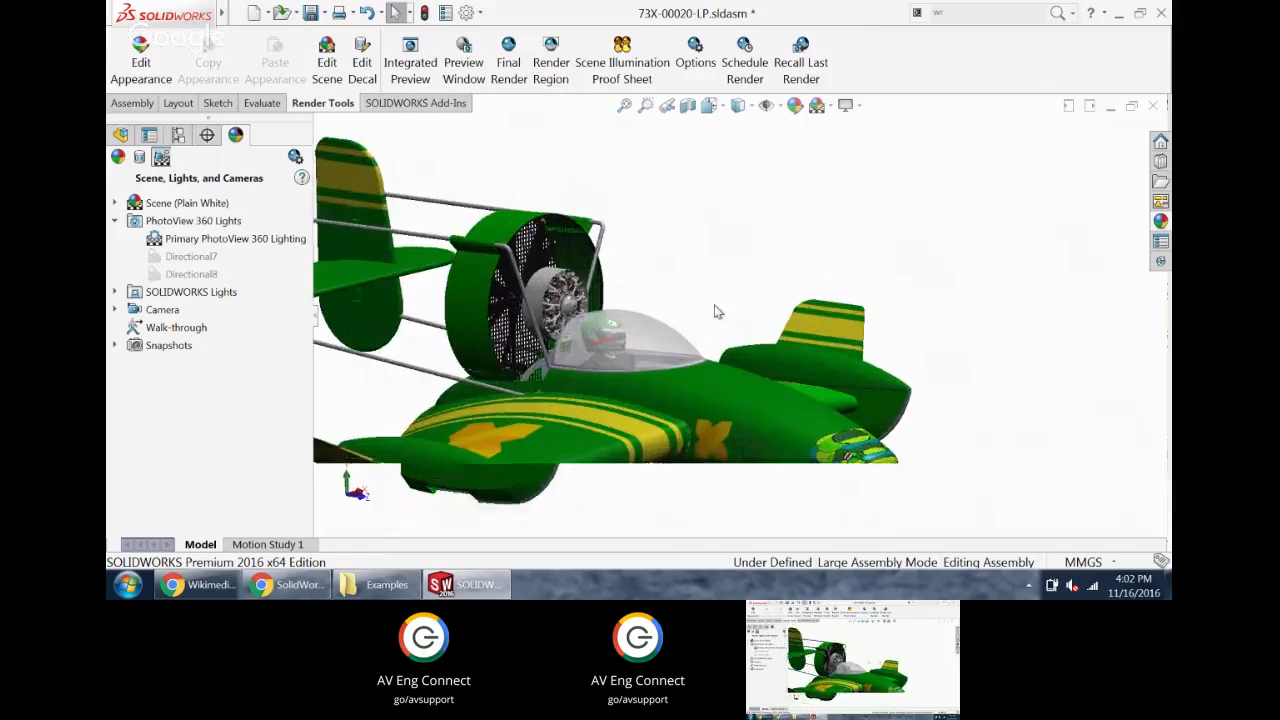 SOLIDWORKS
73X-00020-LP.sldasm *
wr
Google
Edit Appearance
Copy Appearance
Paste Appearance
Edit Scene
Edit Decal
Integrated Preview
Preview Window
Final Render
Render Region
Scene Illumination Proof Sheet
Options
Schedule Render
Recall Last Render
Assembly Layout Sketch Evaluate Render Tools SOLIDWORKS Add-Ins
Scene, Lights, and Cameras
Scene (Plain White)
PhotoView 360 Lights
Primary PhotoView 360 Lighting
Directional7
Directional8
SOLIDWORKS Lights
Camera
Walk-through
Snapshots
Model Motion Study 1
SOLIDWORKS Premium 2016 x64 Edition
Under Defined Large Assembly Mode Editing Assembly MMGS
Wikimedi...
SolidWor...
Examples
SOLIDW...
4:02 PM
11/16/2016
AV Eng Connect
go/avsupport
AV Eng Connect
go/avsupport